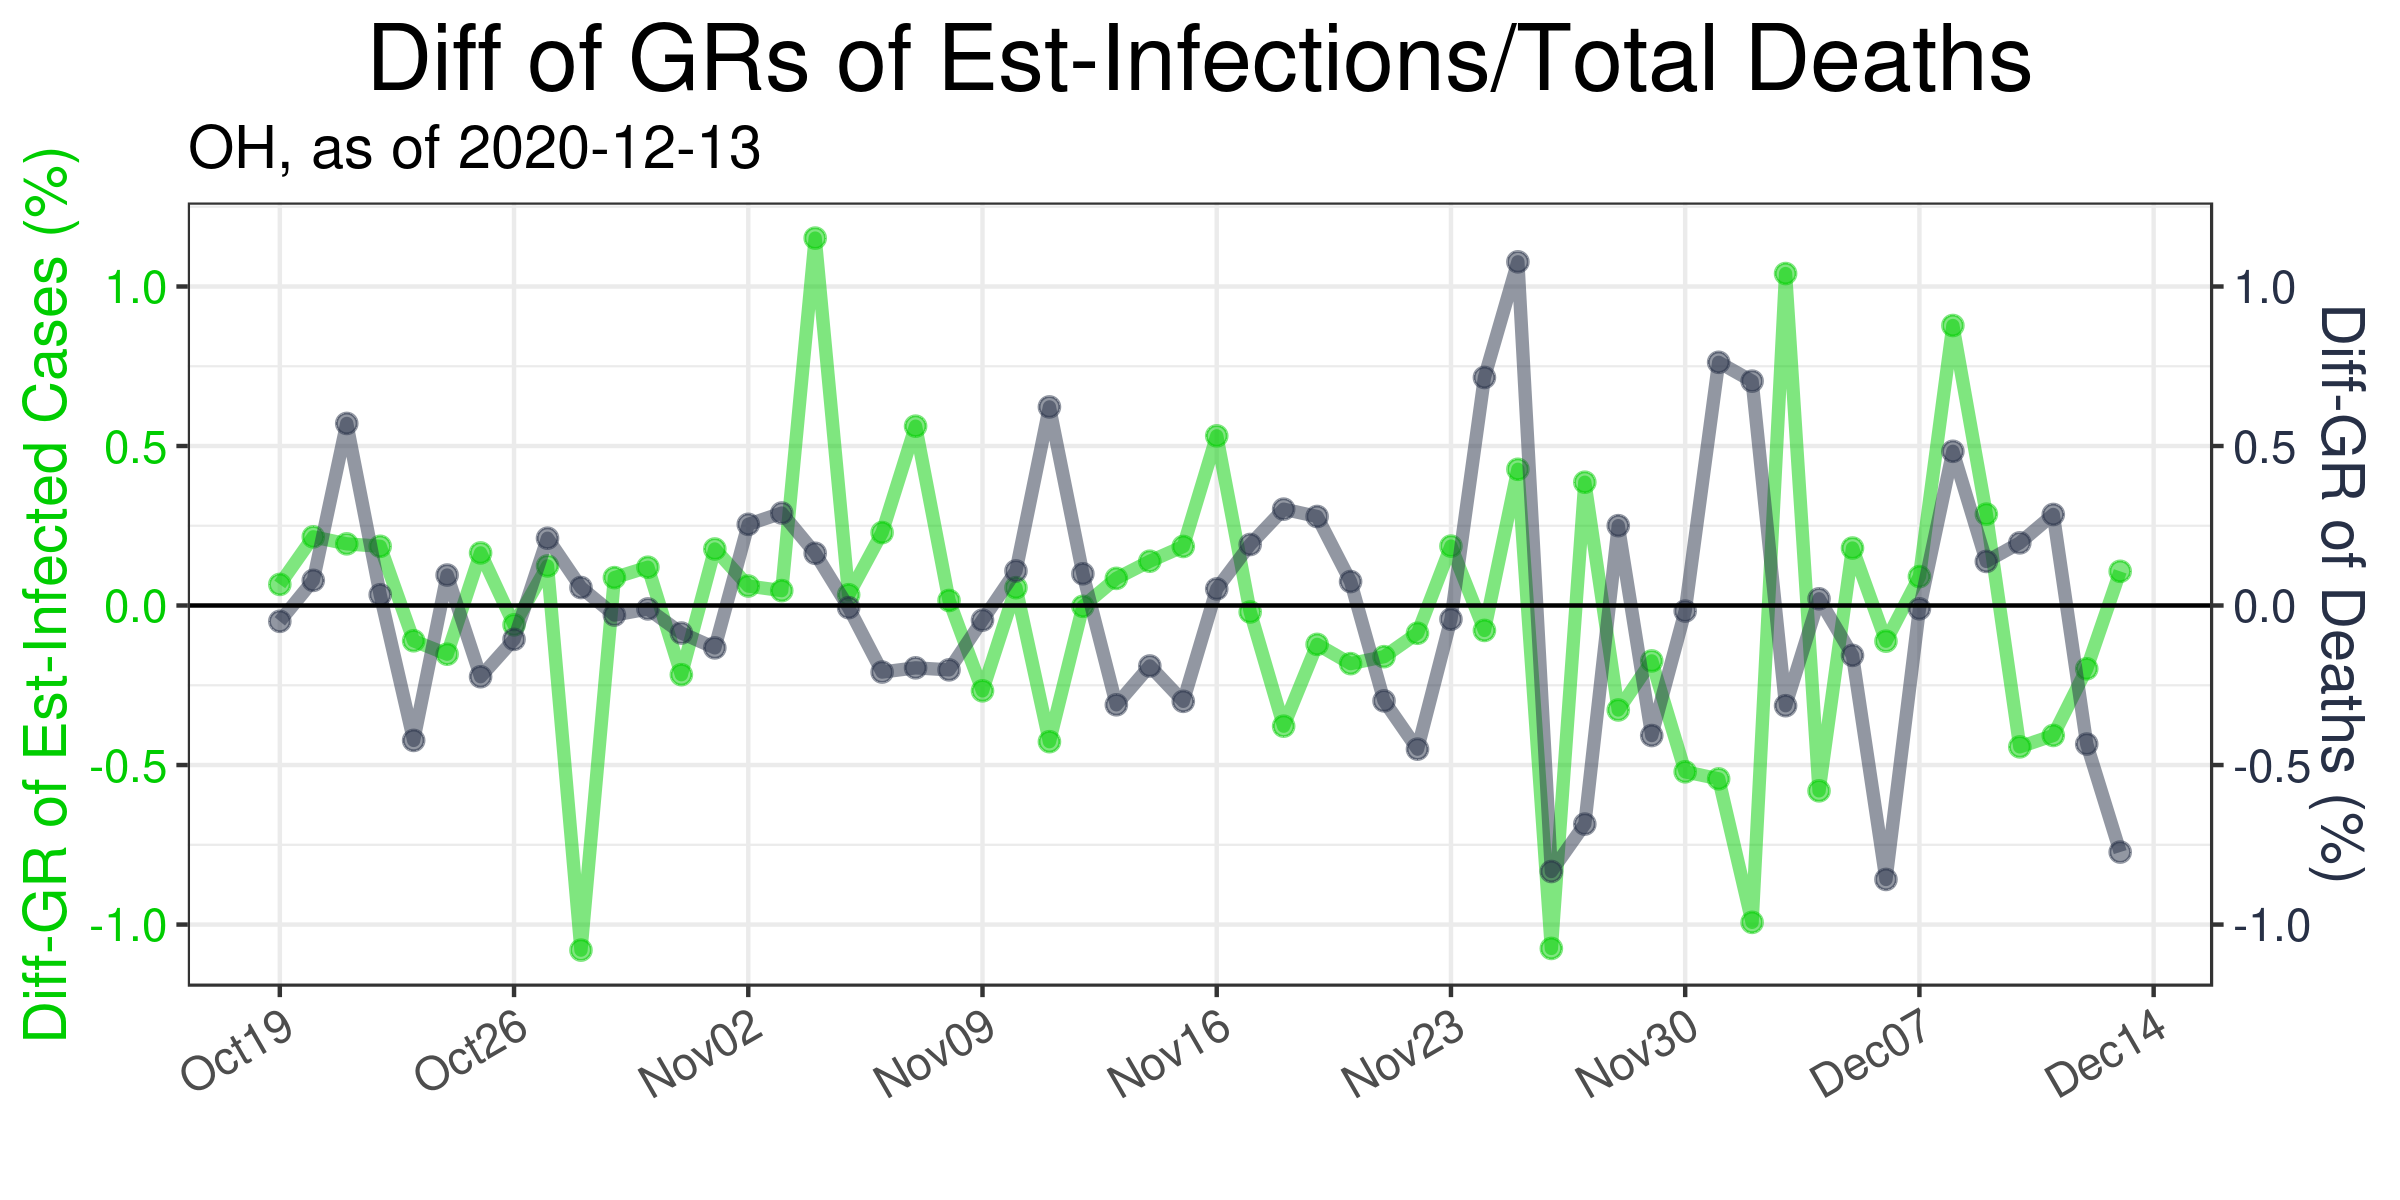 Diff of GRs of Est-Infections/Total Deaths
OH, as of 2020-12-13
Diff-GR of Est-Infected Cases (%)
1.0
0.5
0.0
-0.5
-1.0
1.0
0.5
0.0
-0.5
-1.0
Diff-GR of Deaths (%)
Oct19
Oct26
Nov02
Nov09
Nov16
Nov23
Nov30
Dec07
Dec14